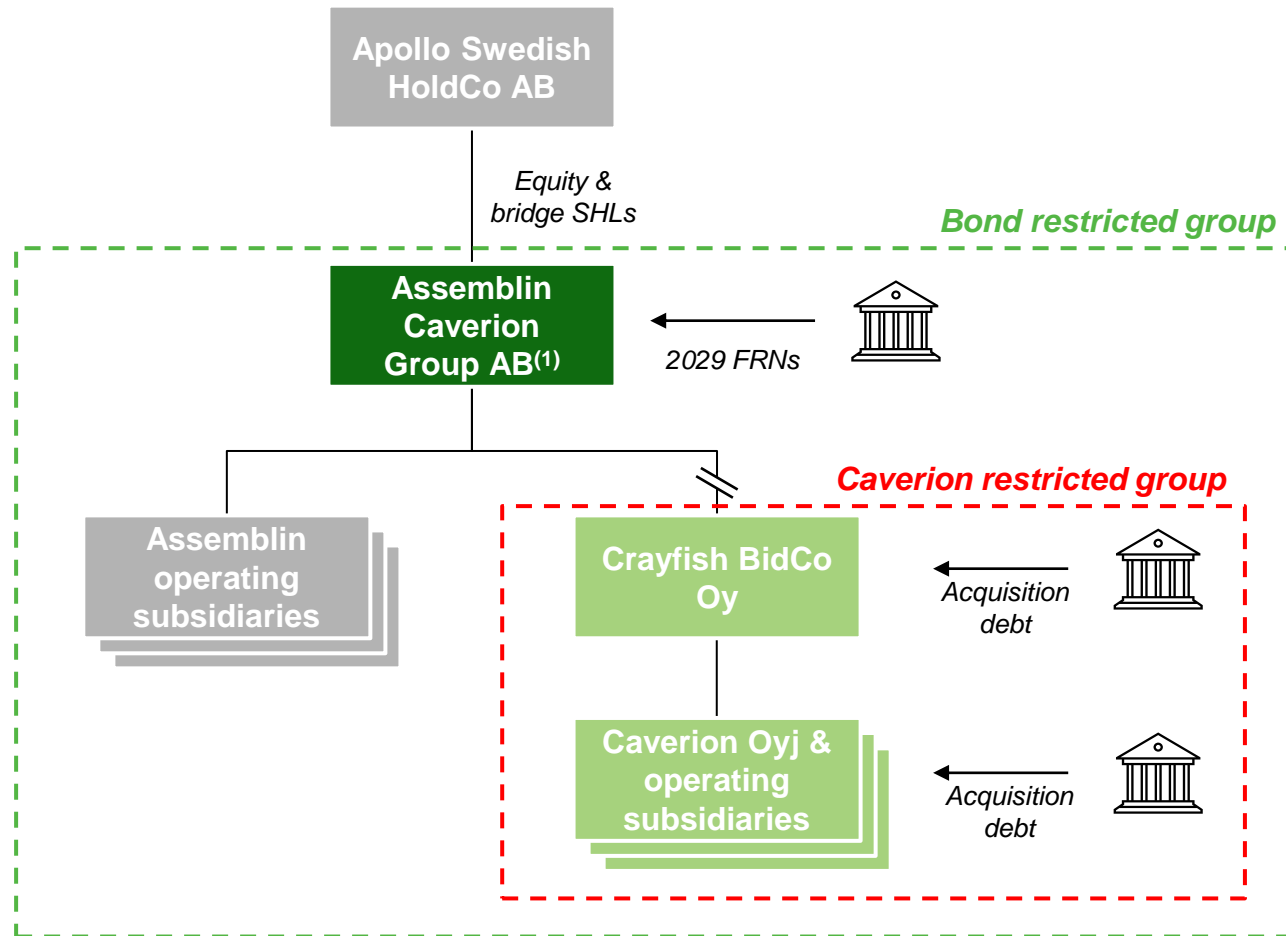 Apollo Swedish
HoldCo AB
Equity &
bridge SHLs
Bond restricted group
Assemblin
Caverion
Group AB(1)
2029 FRNs
Caverion restricted group
Assemblin
operating
subsidiaries
Crayfish BidCo
Oy
Acquisition
debt
Caverion Oyj &
operating
subsidiaries
Acquisition
debt